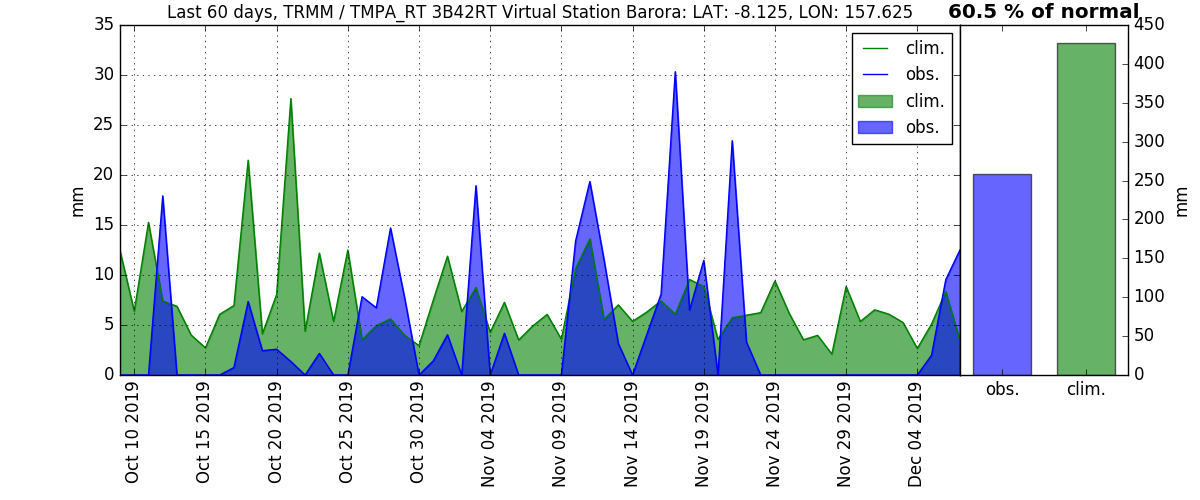 Last 60 days, TRMM / TMPA_RT 3B42RT Virtual Station Barora: LAT: -8.125, LON: 157.625
60.5 % of normal
35
30
25
20
15
10
5
0
mm
clim.
obs.
clim.
obs.
450
400
350
300
250
200
150
100
50
0
mm
obs.
clim.
Oct 10 2019
Oct 15 2019
Oct 20 2019
Oct 25 2019
Oct 30 2019
Nov 04 2019
Nov 09 2019
Nov 14 2019
Nov 19 2019
Nov 24 2019
Nov 29 2019
Dec 04 2019